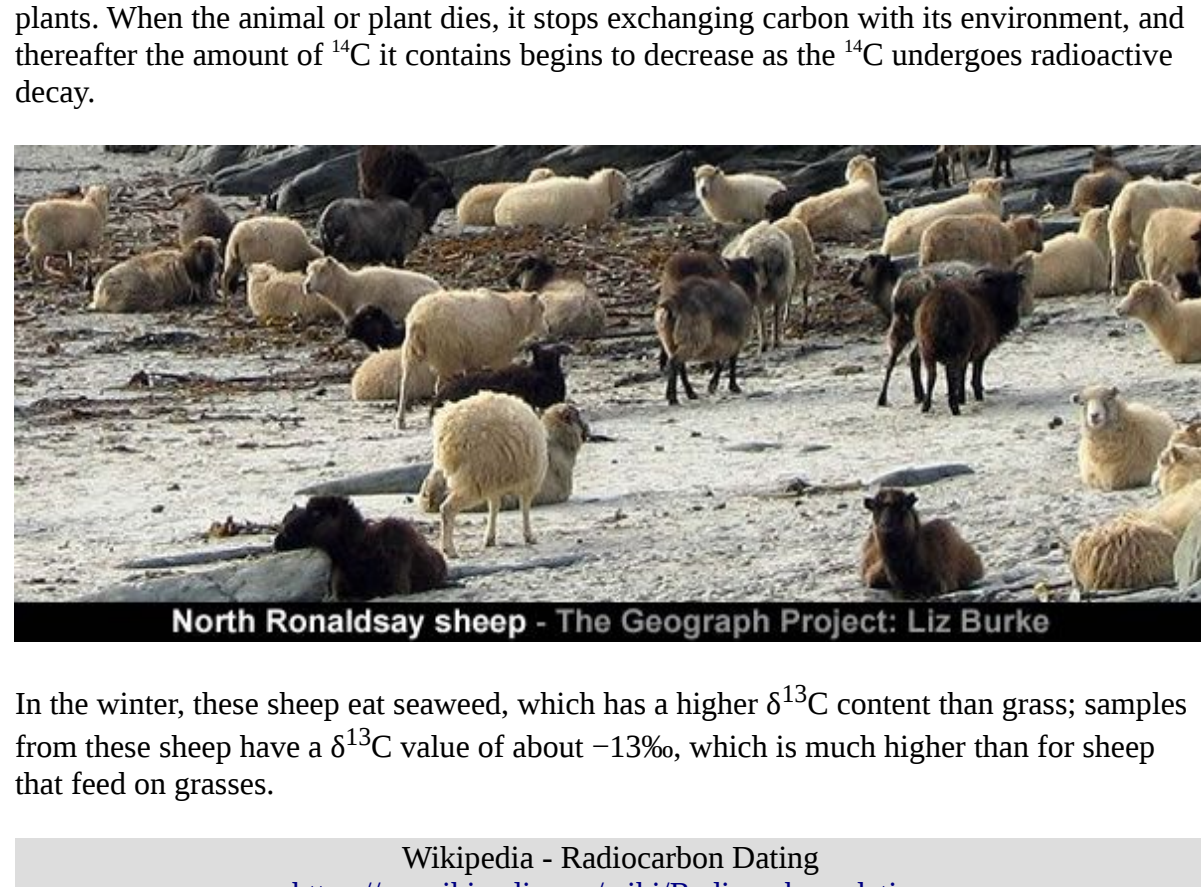 plants. When the animal or plant dies, it stops exchanging carbon with its environment, and
thereafter the amount of ¹⁴C it contains begins to decrease as the ¹⁴C undergoes radioactive
decay.
North Ronaldsay sheep - The Geograph Project: Liz Burke
In the winter, these sheep eat seaweed, which has a higher δ¹³C content than grass; samples
from these sheep have a δ¹³C value of about −13‰, which is much higher than for sheep
that feed on grasses.
Wikipedia - Radiocarbon Dating